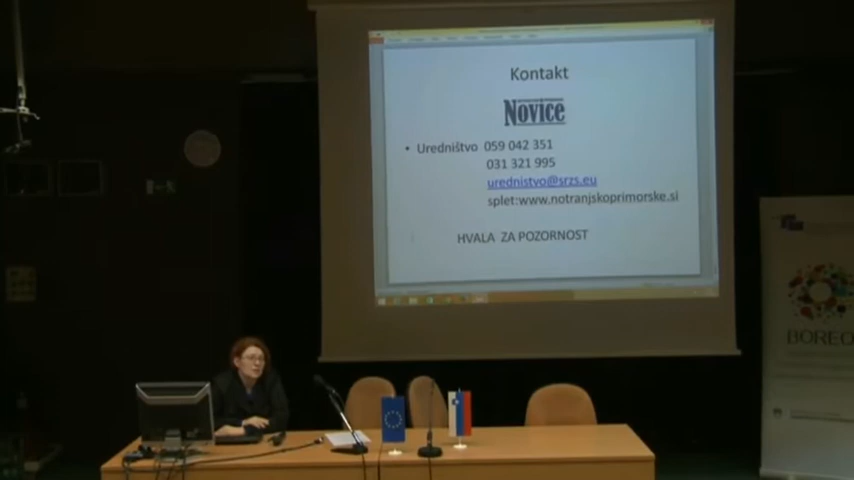 Kontakt
Novice
• Uredništvo 059 042 351
031 321 995
urednistvo@srzs.eu
splet:www.notranjskoprimorske.si
HVALA ZA POZORNOST
BOREO